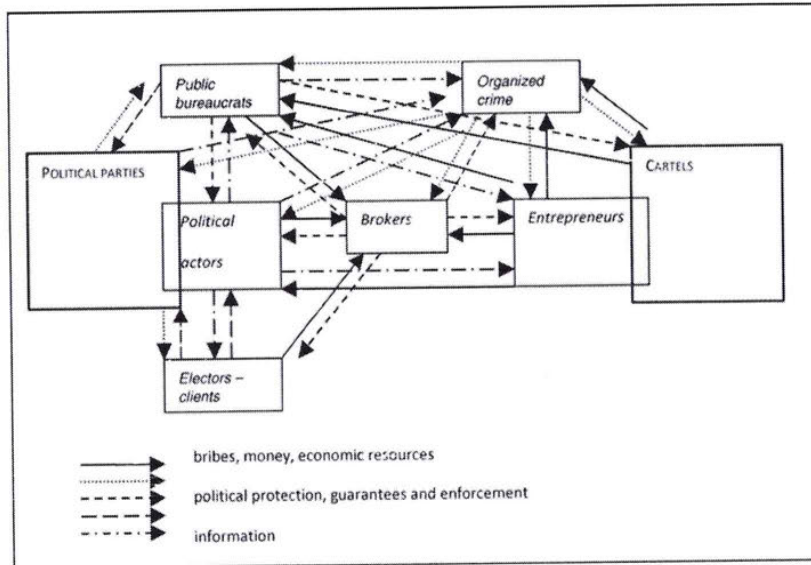 Public
bureaucrats
Organized
crime
POLITICAL PARTIES
CARTELS
Political
actors
Brokers
Entrepreneurs
Electors –
clients
bribes, money, economic resources
political protection, guarantees and enforcement
information